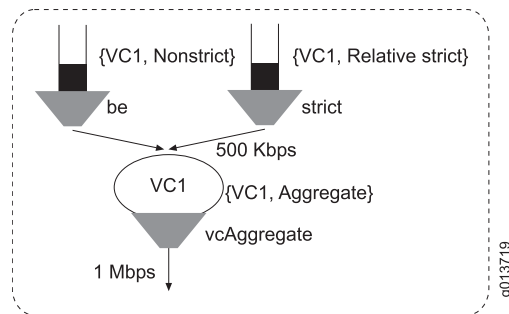 {VC1, Nonstrict}
{VC1, Relative strict}
be
strict
500 Kbps
VC1
{VC1, Aggregate}
vcAggregate
1 Mbps
g013719